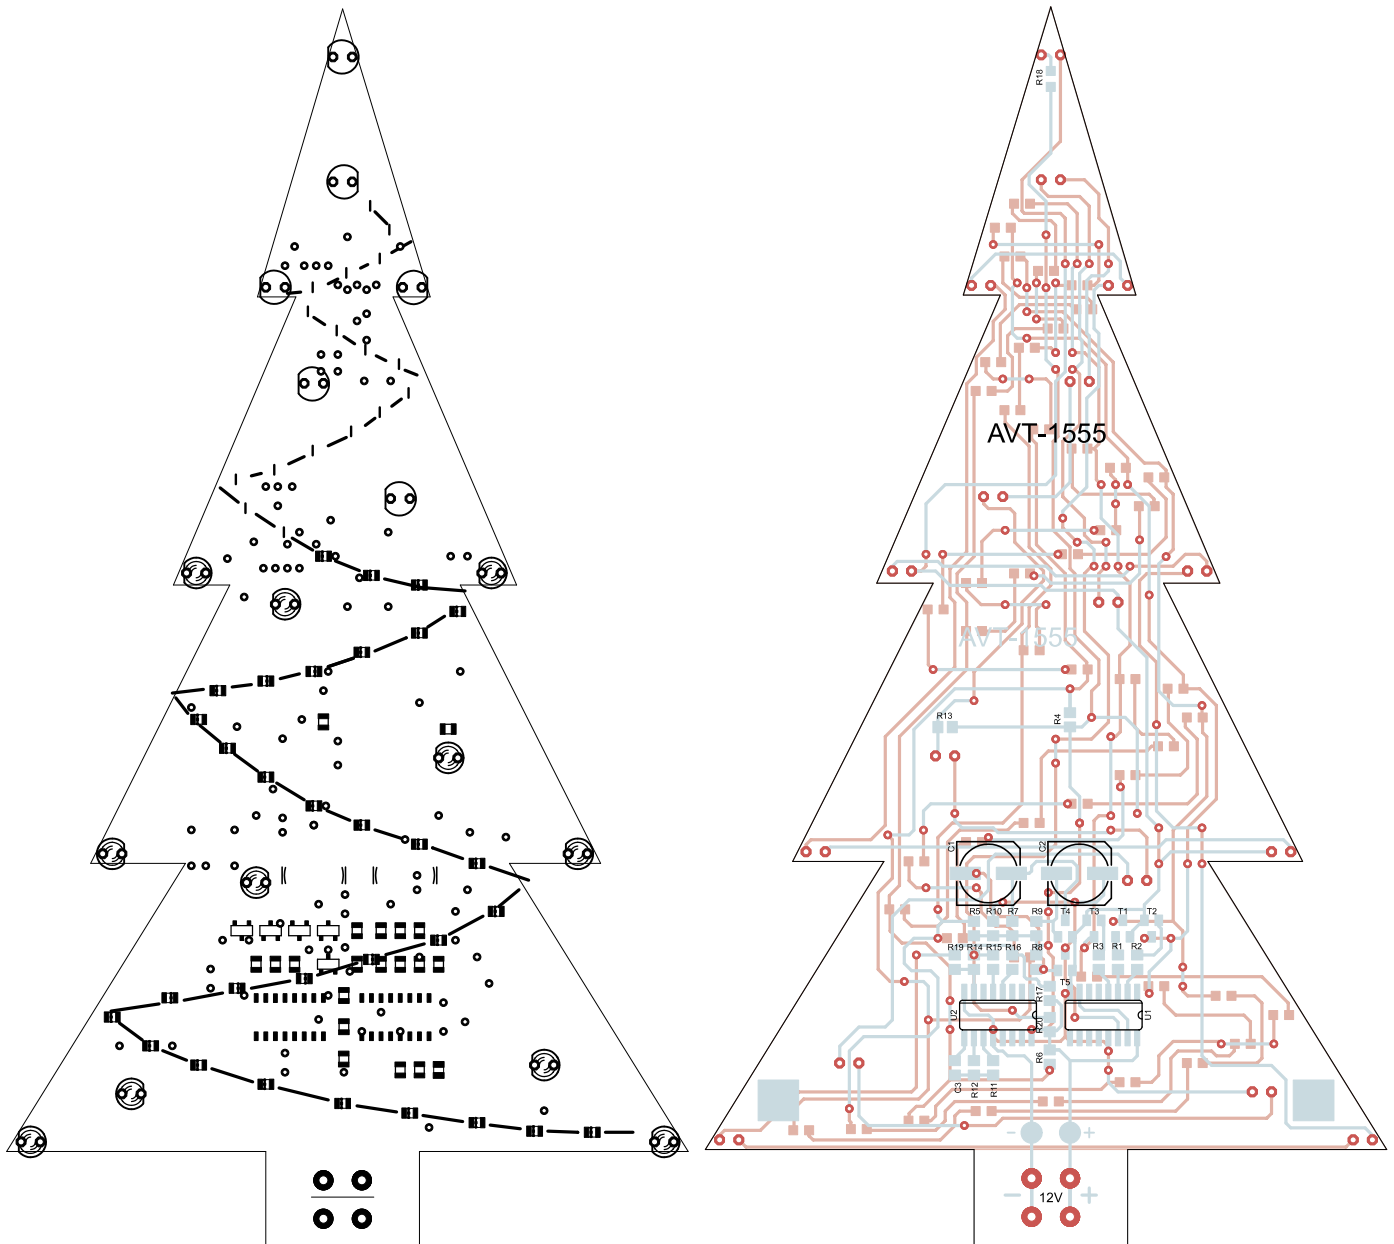 R18
AVT-1555
AVT-1555
R13
R4
C1
C2
R5 R10 R7 R9 T4 T3 T1 T2
R19 R14 R15 R16 R8 R3 R1 R2
T5
R17
U2 R20 U1
R6
C3 R12 R11
- +
- 12V +